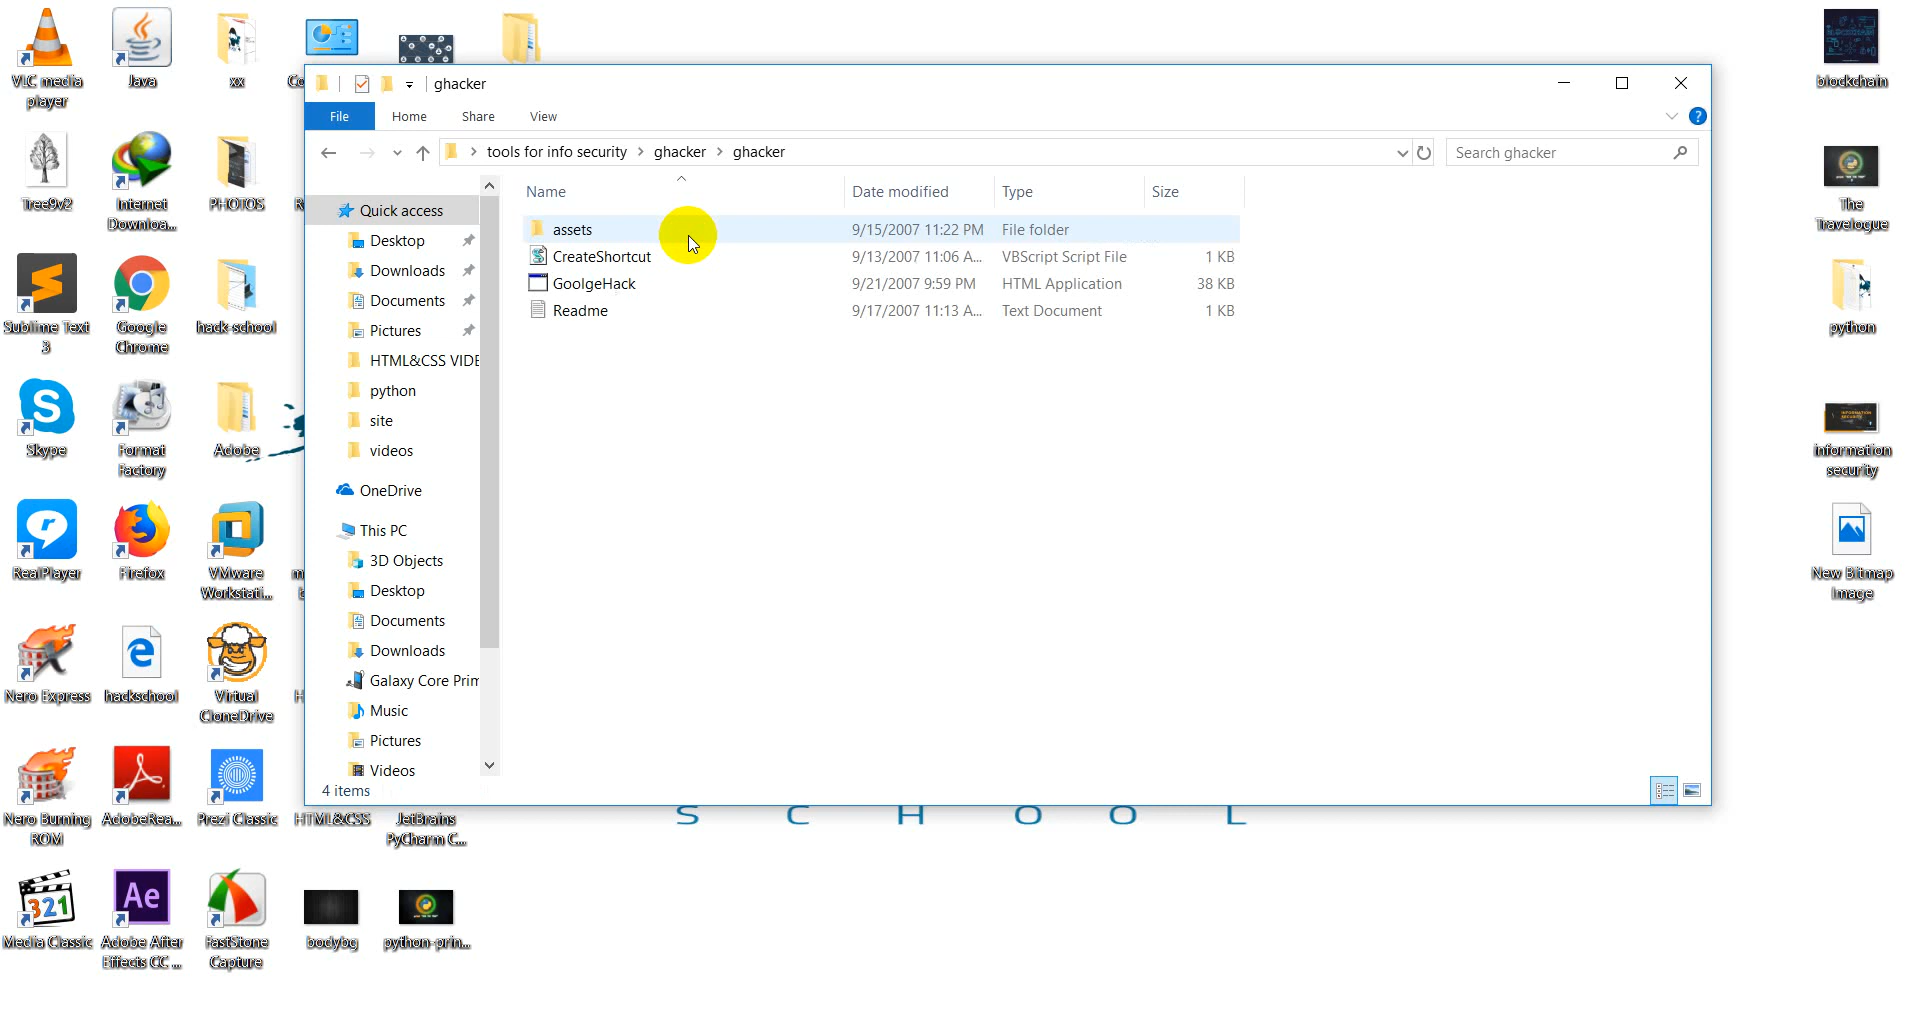 VLC media
player
Java
xx
Co
blockchain
ghacker
File
Home
Share
View
?
tools for info security
ghacker
ghacker
Search ghacker
Name
Date modified
Type
Size
Quick access
Desktop
Downloads
Documents
Pictures
HTML&CSS VIDE
python
site
videos
OneDrive
This PC
3D Objects
Desktop
Documents
Downloads
Galaxy Core Prim
Music
Pictures
Videos
assets
9/15/2007 11:22 PM
File folder
CreateShortcut
9/13/2007 11:06 A...
VBScript Script File
1 KB
GoolgeHack
9/21/2007 9:59 PM
HTML Application
38 KB
Readme
9/17/2007 11:13 A...
Text Document
1 KB
4 items
Tree9v2
Internet
Downloa...
PHOTOS
R
The
Travelogue
Sublime Text
3
Google
Chrome
hack-school
python
Skype
Format
Factory
Adobe
INFORMATION
SECURITY
information
security
RealPlayer
Firefox
VMware
Workstati...
New Bitmap
Image
Nero Express
hackschool
Virtual
CloneDrive
H
Nero Burning
ROM
AdobeRea...
Prezi Classic
HTML&CSS
JetBrains
PyCharm C...
S C H O O L
321
Media Classic
Ae
Adobe After
Effects CC ...
FastStone
Capture
bodybg
python-prin...